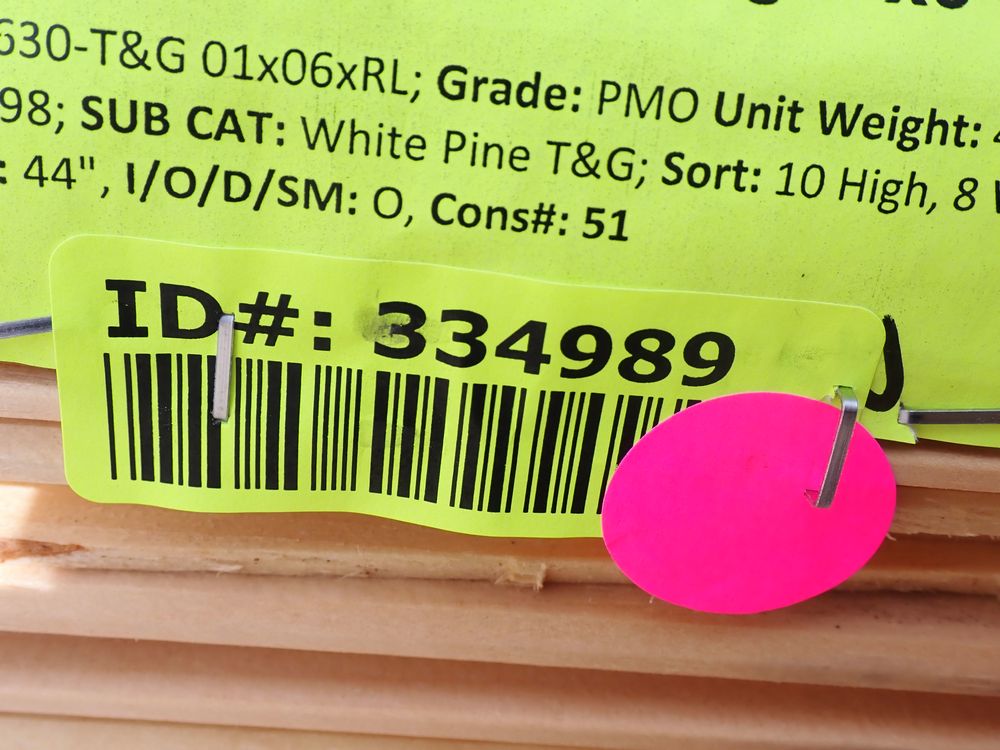 630-T&G 01x06xRL; Grade: PMO Unit Weight:
98; SUB CAT: White Pine T&G; Sort: 10 High, 8
: 44", I/O/D/SM: O, Cons#: 51
ID#: 334989